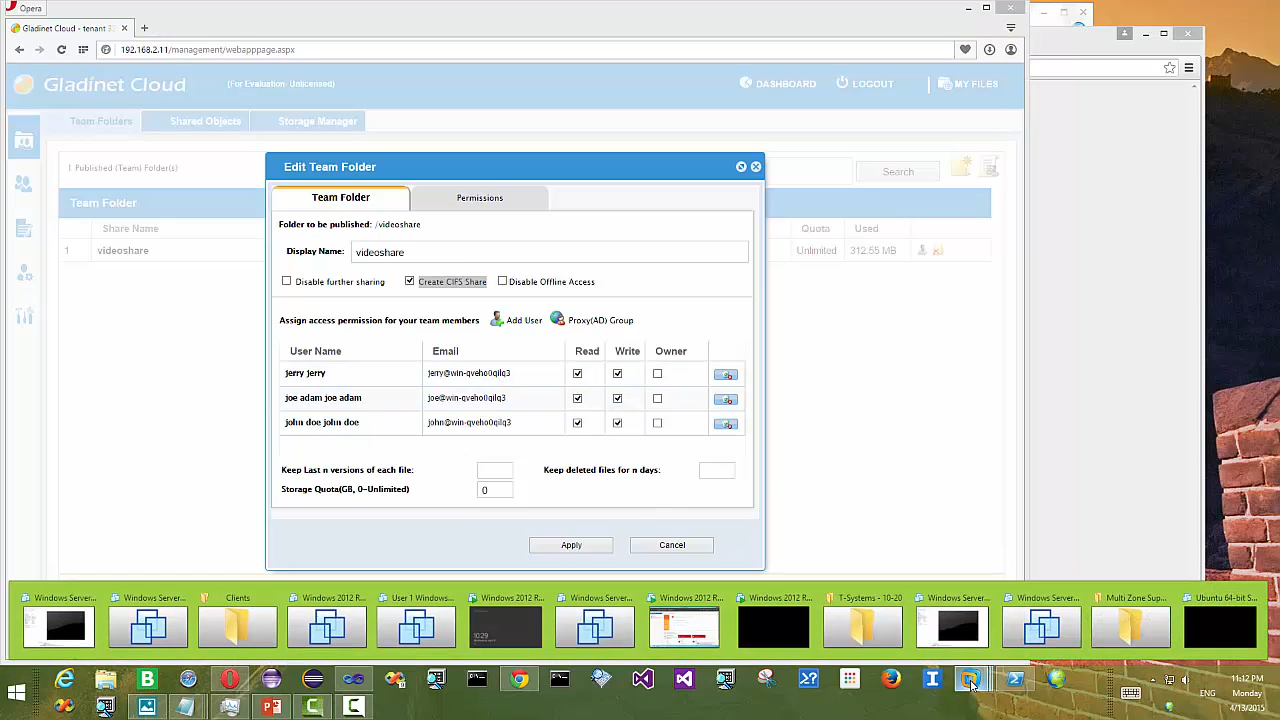 Opera
Gladinet Cloud - tenant 3
192.168.2.11/management/webapppage.aspx
Gladinet Cloud
(For Evaluation- Unlicensed)
DASHBOARD
LOGOUT
MY FILES
Team Folders
Shared Objects
Storage Manager
1 Published (Team) Folder(s)
Search
Team Folder
Share Name
Quota
Used
1
videoshare
Unlimited
312.55 MB
Edit Team Folder
Team Folder
Permissions
Folder to be published: /videoshare
Display Name:
videoshare
Disable further sharing
Create CIFS Share
Disable Offline Access
Assign access permission for your team members
Add User
Proxy(AD) Group
User Name
Email
Read
Write
Owner
jerry jerry
jerry@win-qveho0qilq3
joe adam joe adam
joe@win-qveho0qilq3
john doe john doe
john@win-qveho0qilq3
Keep Last n versions of each file:
Keep deleted files for n days:
Storage Quota(GB, 0-Unlimited)
0
Apply
Cancel
Windows Server...
Windows Server...
Clients
Windows 2012 R...
User 1 Windows...
Windows 2012 R...
Windows Server...
Windows 2012 R...
Windows 2012 R...
T-Systems - 10-20
Windows Server...
Windows Server...
Multi Zone Sup...
Ubuntu 64-bit S...
10:29
11:12 PM
ENG
Monday
4/13/2015